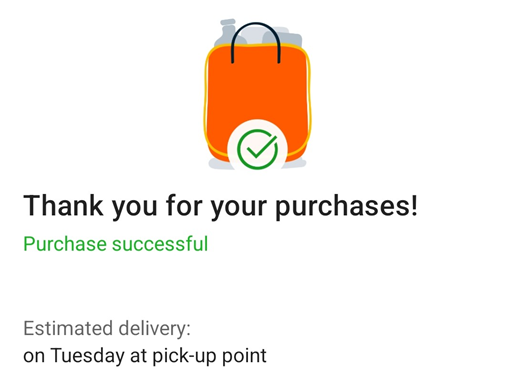 Thank you for your purchases!
Purchase successful
Estimated delivery:
on Tuesday at pick-up point